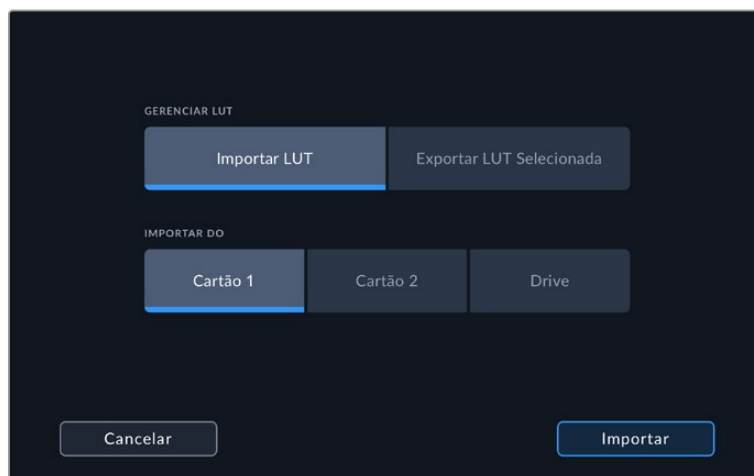 GERENCIAR LUT
Importar LUT Exportar LUT Selecionada
IMPORTAR DO
Cartão 1 Cartão 2 Drive
Cancelar Importar